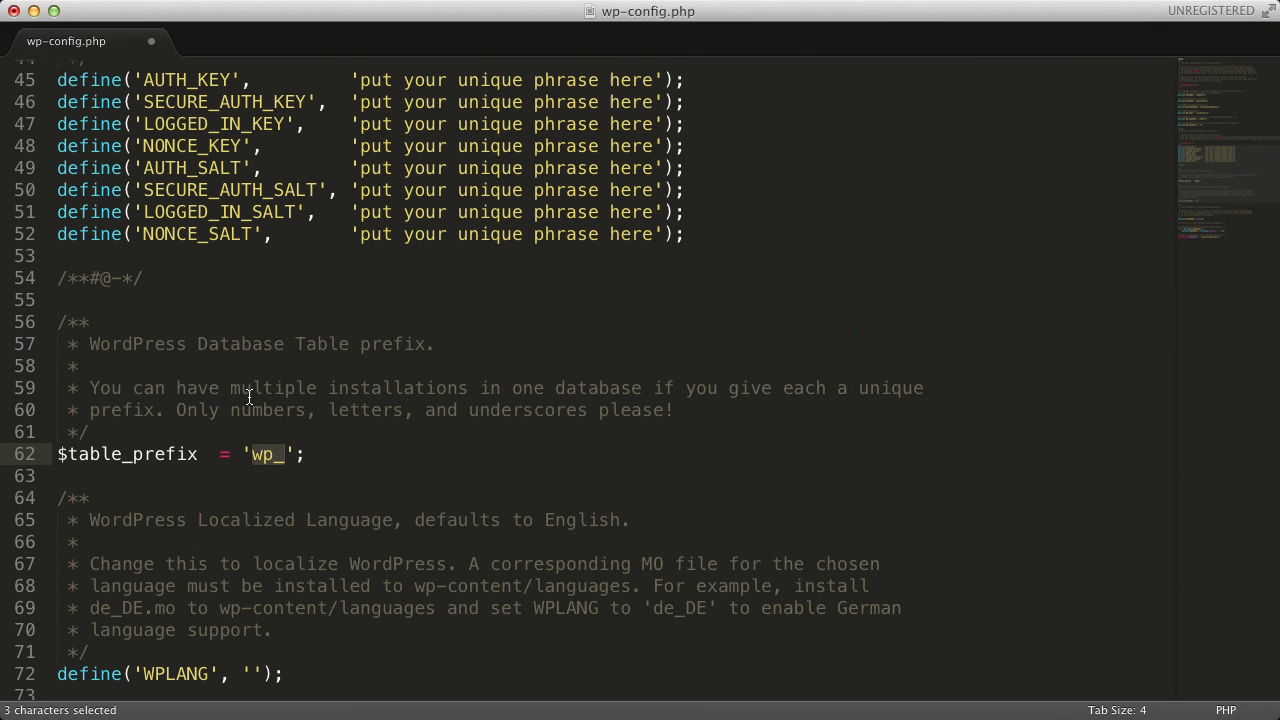 wp-config.php
UNREGISTERED
wp-config.php
44 */
45 define('AUTH_KEY',         'put your unique phrase here');
46 define('SECURE_AUTH_KEY',  'put your unique phrase here');
47 define('LOGGED_IN_KEY',    'put your unique phrase here');
48 define('NONCE_KEY',        'put your unique phrase here');
49 define('AUTH_SALT',        'put your unique phrase here');
50 define('SECURE_AUTH_SALT', 'put your unique phrase here');
51 define('LOGGED_IN_SALT',   'put your unique phrase here');
52 define('NONCE_SALT',       'put your unique phrase here');
53
54 /**#@-*/
55
56 /**
57  * WordPress Database Table prefix.
58  *
59  * You can have multiple installations in one database if you give each a unique
60  * prefix. Only numbers, letters, and underscores please!
61  */
62 $table_prefix  = 'wp_';
63
64 /**
65  * WordPress Localized Language, defaults to English.
66  *
67  * Change this to localize WordPress. A corresponding MO file for the chosen
68  * language must be installed to wp-content/languages. For example, install
69  * de_DE.mo to wp-content/languages and set WPLANG to 'de_DE' to enable German
70  * language support.
71  */
72 define('WPLANG', '');
73
3 characters selected
Tab Size: 4
PHP